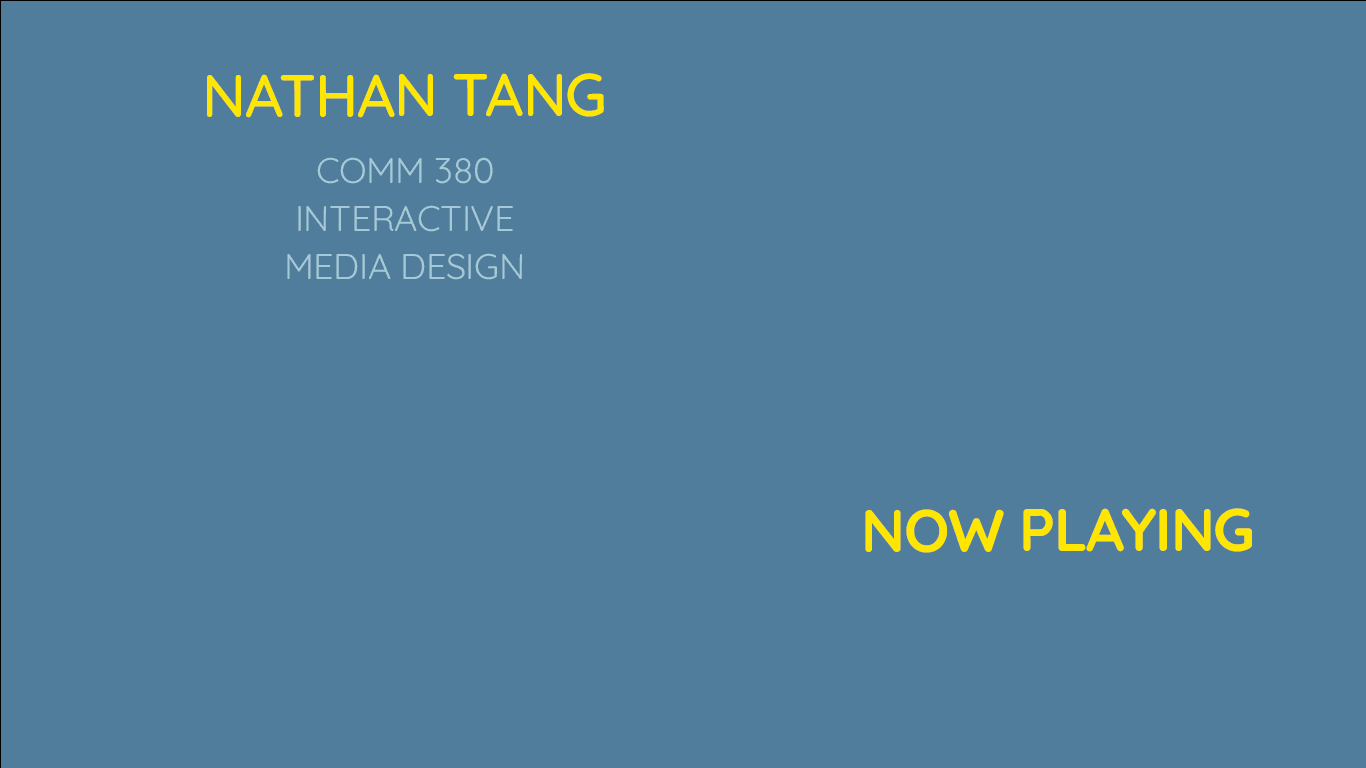 NATHAN TANG
COMM 380
INTERACTIVE
MEDIA DESIGN
NOW PLAYING